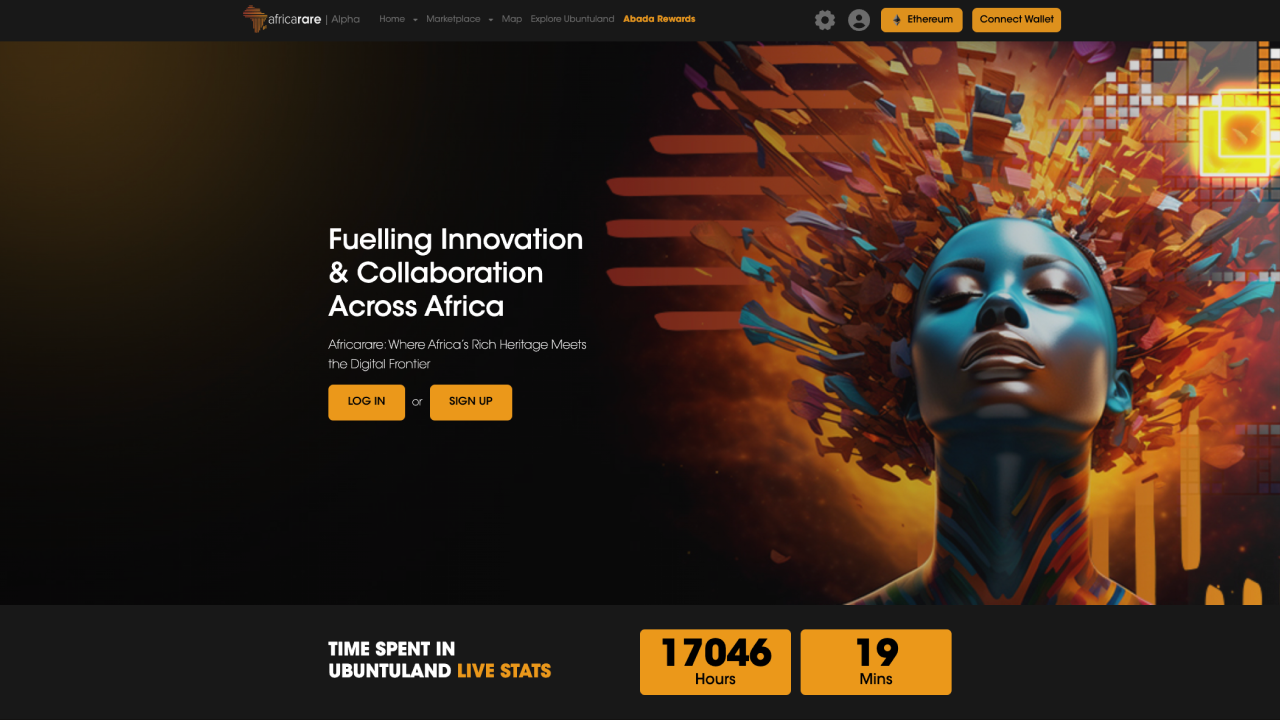 africarare | Alpha
Home Marketplace Map Explore Ubuntuland Abada Rewards
Ethereum
Connect Wallet
Fuelling Innovation
& Collaboration
Across Africa
Africarare: Where Africa's Rich Heritage Meets
the Digital Frontier
LOG IN or SIGN UP
TIME SPENT IN
UBUNTULAND LIVE STATS
17046
Hours
19
Mins